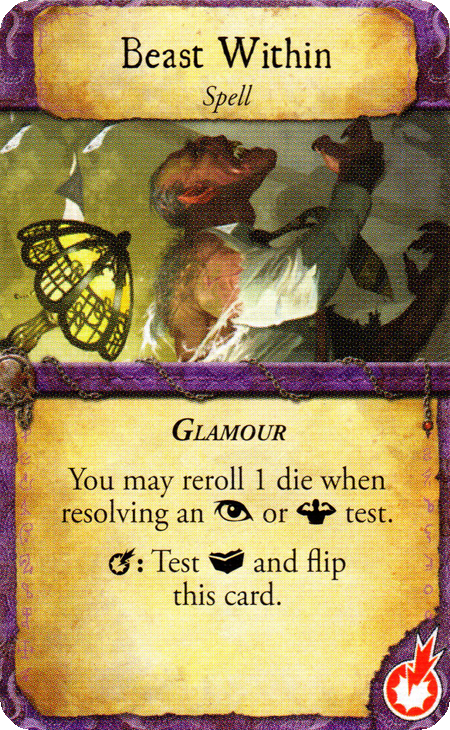 Beast Within
Spell
GLAMOUR
You may reroll 1 die when
resolving an or test.
: Test and flip
this card.